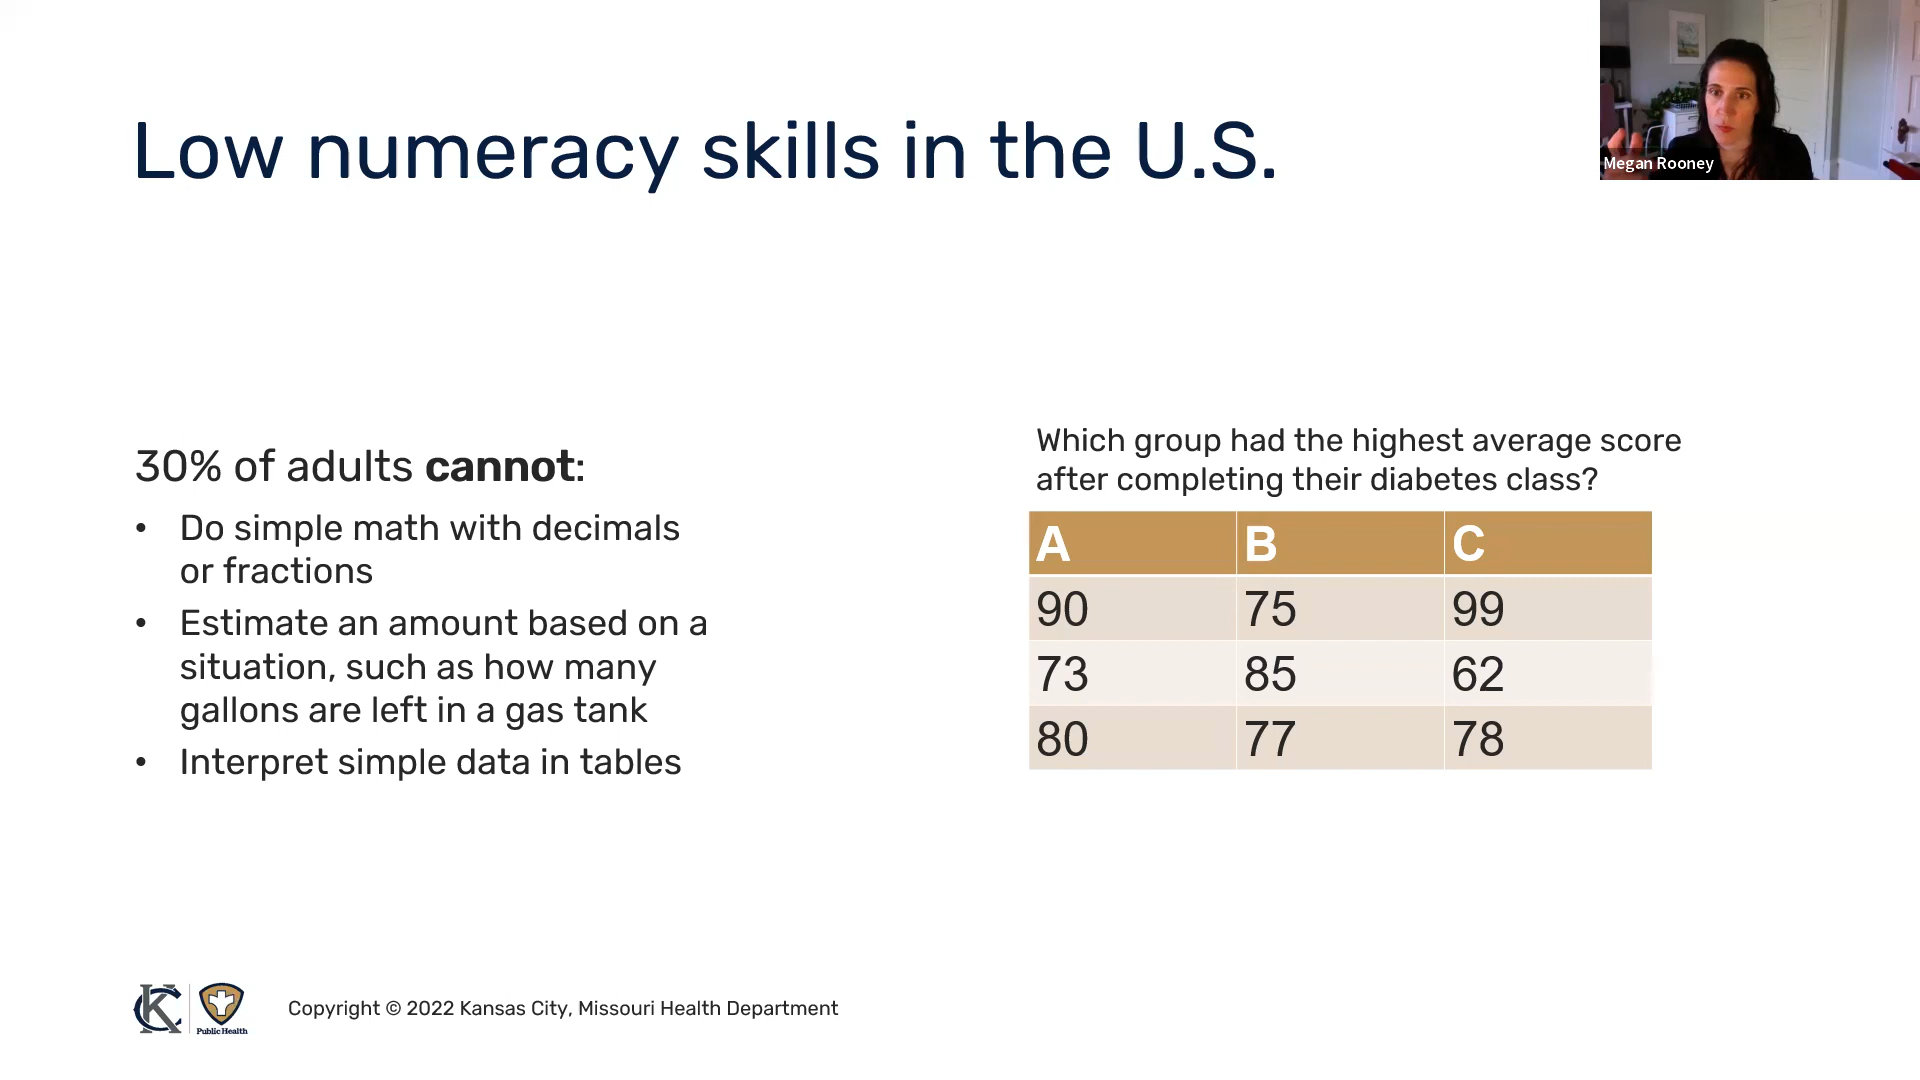 Low numeracy skills in the U.S.
Megan Rooney
30% of adults cannot:
• Do simple math with decimals
or fractions
• Estimate an amount based on a
situation, such as how many
gallons are left in a gas tank
• Interpret simple data in tables
Which group had the highest average score
after completing their diabetes class?
A B C
90 75 99
73 85 62
80 77 78
KC
Public Health
Copyright © 2022 Kansas City, Missouri Health Department